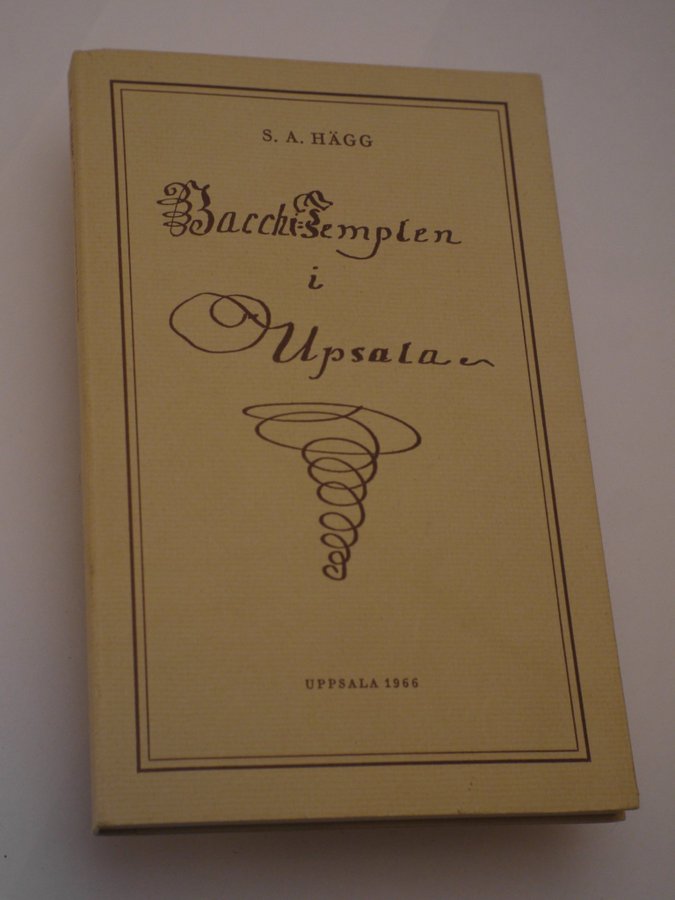 S. A. HÄGG
Bacchi=Templen
i
Upsala
UPPSALA 1966